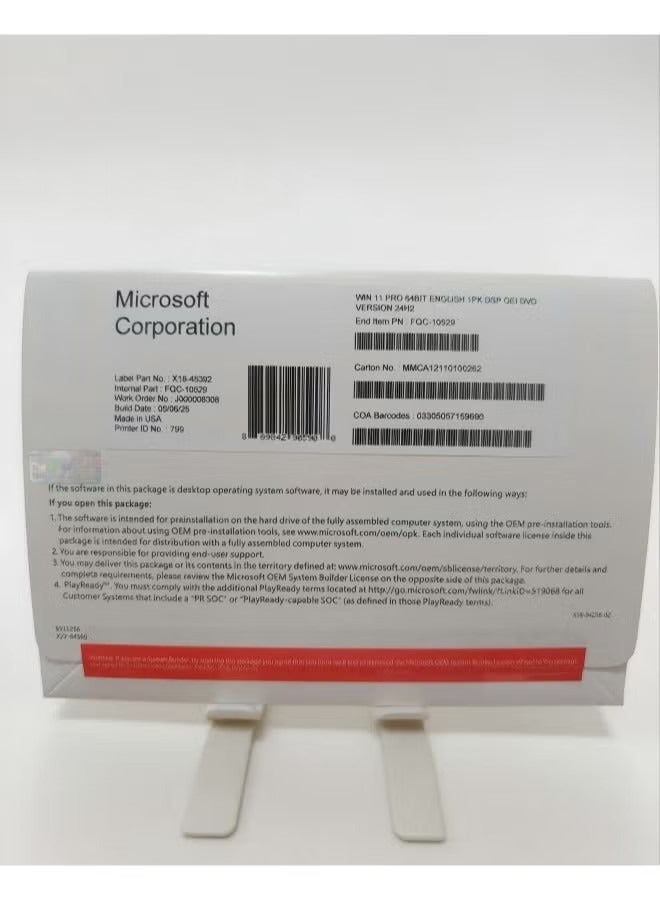 Microsoft
Corporation
WIN 11 PRO 64BIT ENGLISH 1PK DSP OEI DVD
VERSION 24H2
End Item PN : FQC-10529
Carton No. MMCA12110100262
COA Barcodes : 03305057159690
Label Part No. : X18-45392
Internal Part : FQC-10529
Work Order No : J000006308
Build Date : 05/06/25
Made in USA
Printer ID No. : 799
If the software in this package is desktop operating system software, it may be installed and used in the following ways:
If you open this package:
1. The software is intended for preinstallation on the hard drive of the fully assembled computer system, using the OEM pre-installation tools.
For information about using OEM pre-installation tools, see www.microsoft.com/oem/opk. Each individual software license inside this
package is intended for distribution with a fully assembled computer system.
2. You are responsible for providing end-user support.
3. You may deliver this package or its contents in the territory defined at: www.microsoft.com/oem/sblicense/territory. For further details and
complete requirements, please review the Microsoft OEM System Builder License on the opposite side of this package.
4. PlayReady™. You must comply with the additional PlayReady terms located at http://go.microsoft.com/fwlink/?LinkID=519068 for all
Customer Systems that include a "PR SOC" or "PlayReady-capable SOC" (as defined in those PlayReady terms).